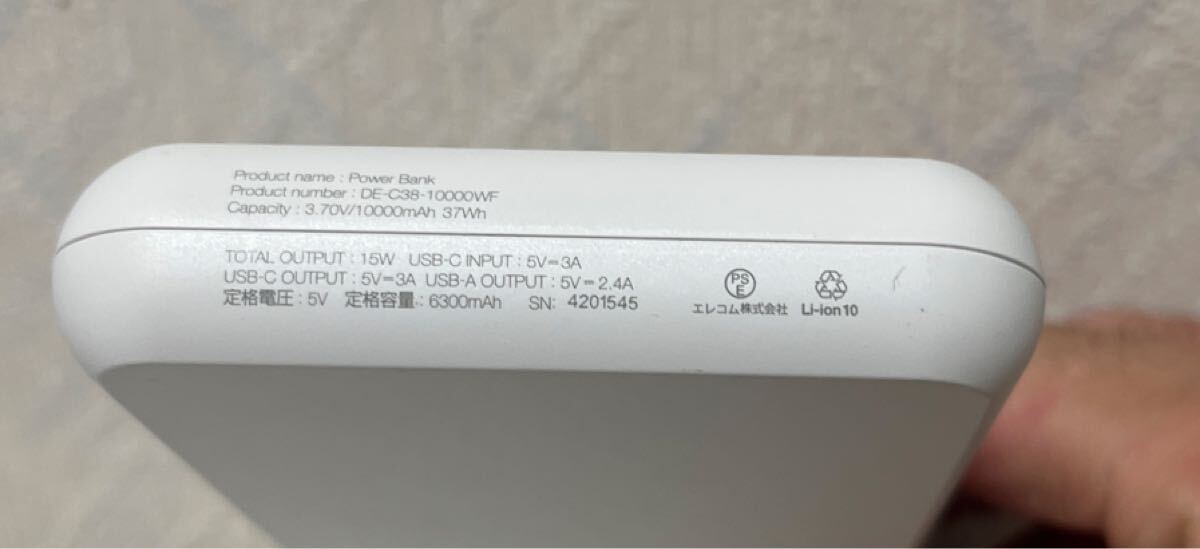 Product name : Power Bank
Product number : DE-C38-10000WF
Capacity : 3.70V/10000mAh 37Wh
TOTAL OUTPUT : 15W USB-C INPUT : 5V⎓3A
USB-C OUTPUT : 5V⎓3A USB-A OUTPUT : 5V⎓2.4A
定格電圧 : 5V 定格容量 : 6300mAh SN: 4201545
PS
E
エレコム株式会社 Li-ion10